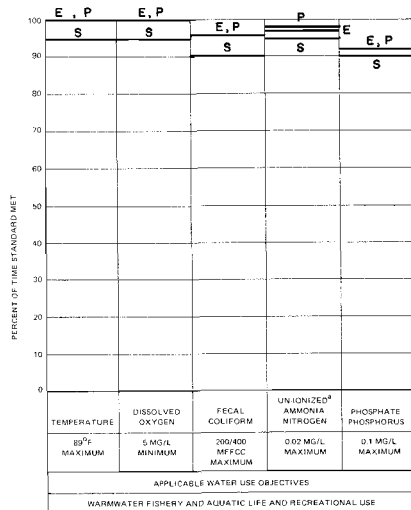 E, P E, P P
E
E, P E, P
S S S S S
100
90
80
70
60
50
40
30
20
10
0
PERCENT OF TIME STANDARD MET
TEMPERATURE
DISSOLVED
OXYGEN
FECAL
COLIFORM
UN-IONIZEDᵃ
AMMONIA
NITROGEN
PHOSPHATE
PHOSPHORUS
89°F
MAXIMUM
5 MG/L
MINIMUM
200/400
MFFCC
MAXIMUM
0.02 MG/L
MAXIMUM
0.1 MG/L
MAXIMUM
APPLICABLE WATER USE OBJECTIVES
WARMWATER FISHERY AND AQUATIC LIFE AND RECREATIONAL USE